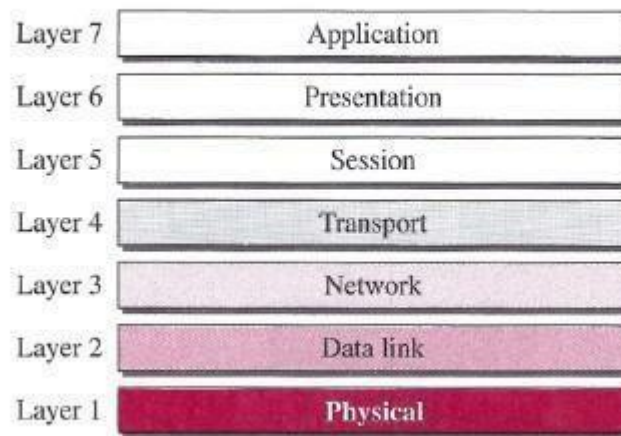 Layer 7 Application
Layer 6 Presentation
Layer 5 Session
Layer 4 Transport
Layer 3 Network
Layer 2 Data link
Layer 1 Physical